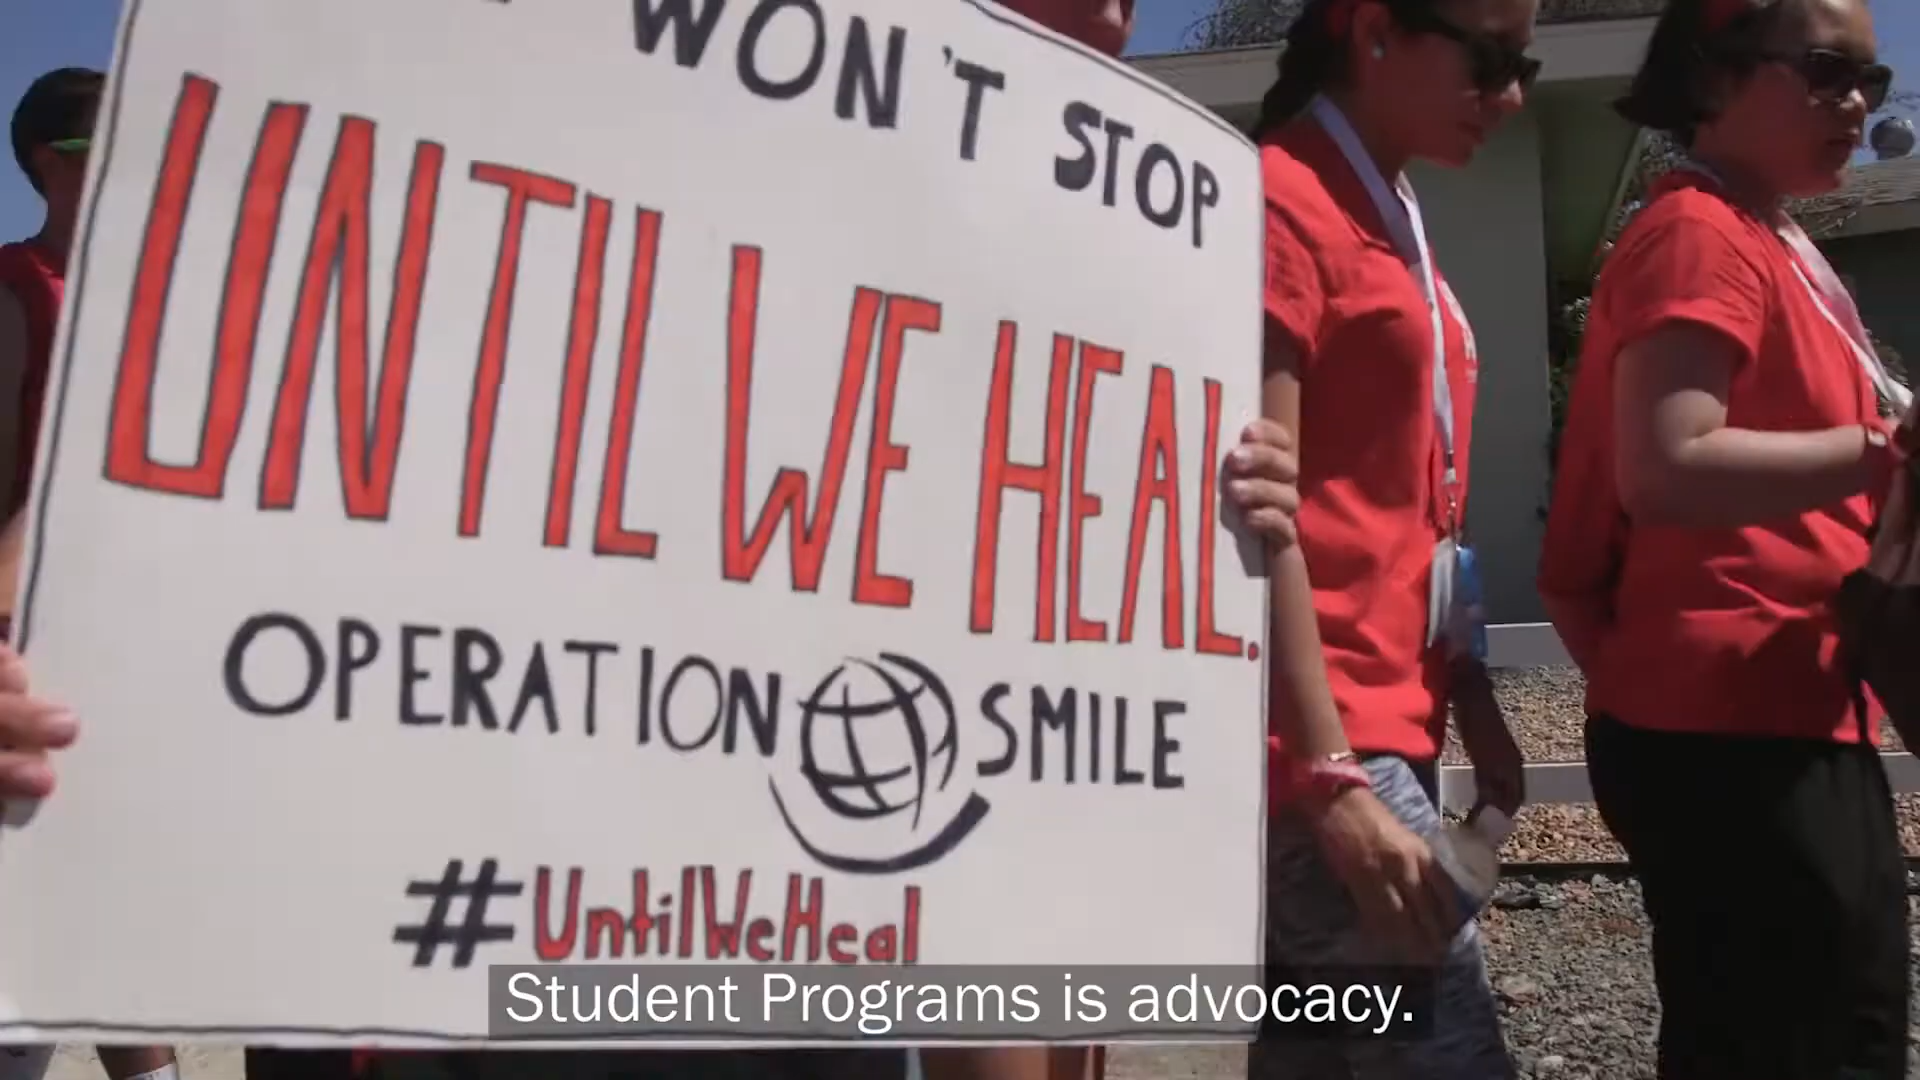 WON'T STOP
UNTIL WE HEAL.
OPERATION SMILE
#UntilWeHeal
Student Programs is advocacy.